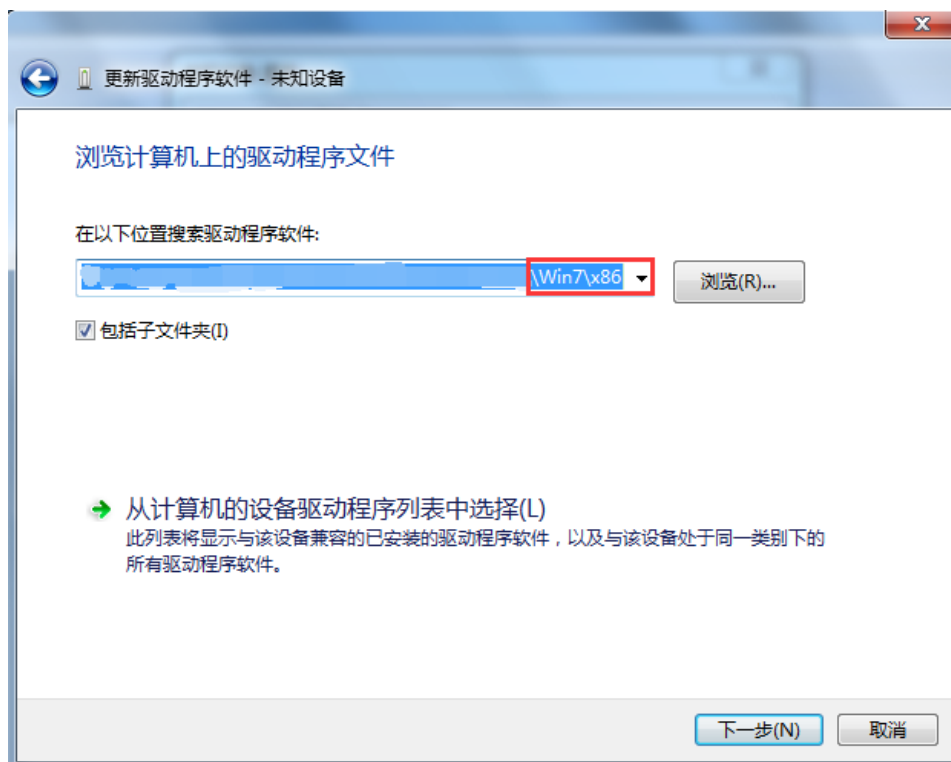 更新驱动程序软件 - 未知设备
浏览计算机上的驱动程序文件
在以下位置搜索驱动程序软件:
\Win7\x86
浏览(R)...
包括子文件夹(I)
从计算机的设备驱动程序列表中选择(L)
此列表将显示与该设备兼容的已安装的驱动程序软件，以及与该设备处于同一类别下的
所有驱动程序软件。
下一步(N)
取消